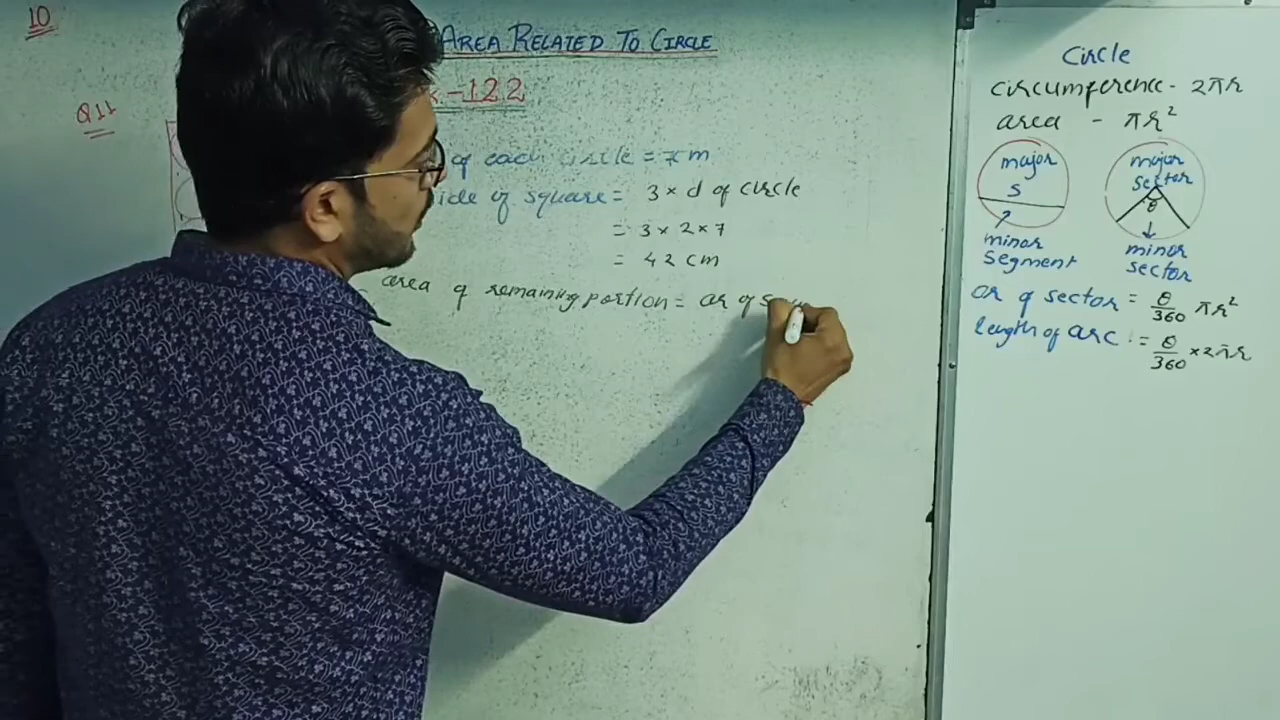 10
AREA RELATED TO CIRCLE
-122
Q11
of each circle = 7 m
ide of square = 3 × d of circle
= 3 × 2 × 7
= 42 cm
area of remaining portion = ar of
Circle
circumference - 2πr
area - πr²
major
S
minor
segment
major
sector
θ
minor
sector
ar of sector = θ/360 πr²
length of arc = θ/360 × 2πr